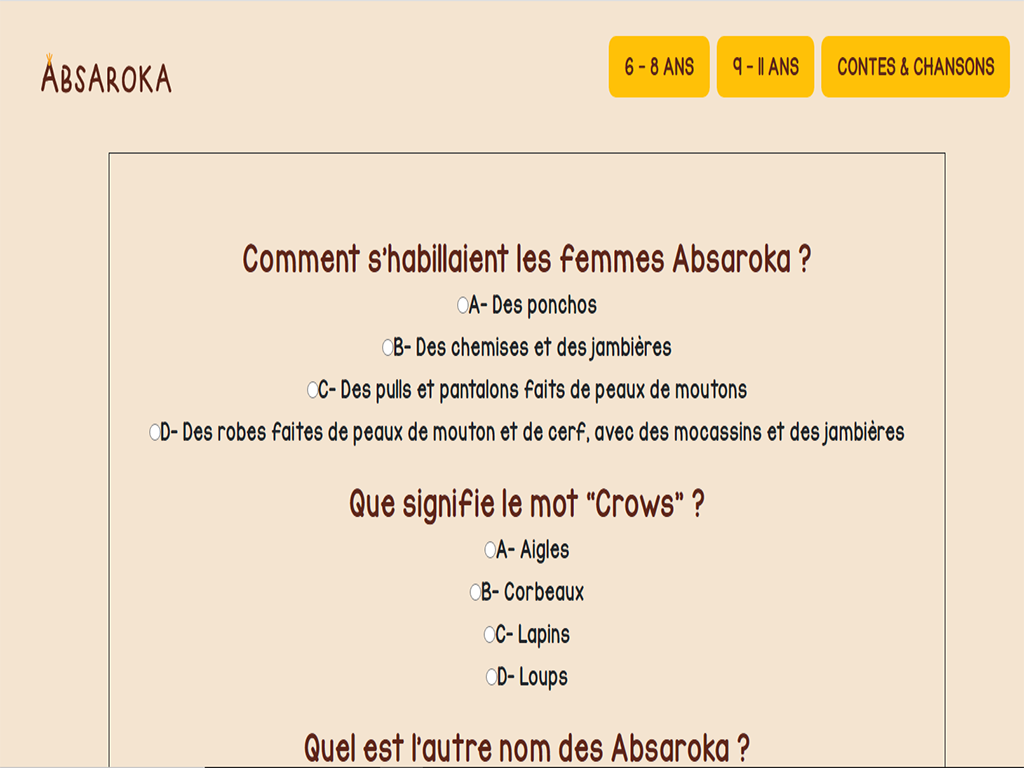 ABSAROKA
6 - 8 ANS
9 - 11 ANS
CONTES & CHANSONS
Comment s'habillaient les femmes Absaroka ?
A- Des ponchos
B- Des chemises et des jambières
C- Des pulls et pantalons faits de peaux de moutons
D- Des robes faites de peaux de mouton et de cerf, avec des mocassins et des jambières
Que signifie le mot “Crows” ?
A- Aigles
B- Corbeaux
C- Lapins
D- Loups
Quel est l'autre nom des Absaroka ?